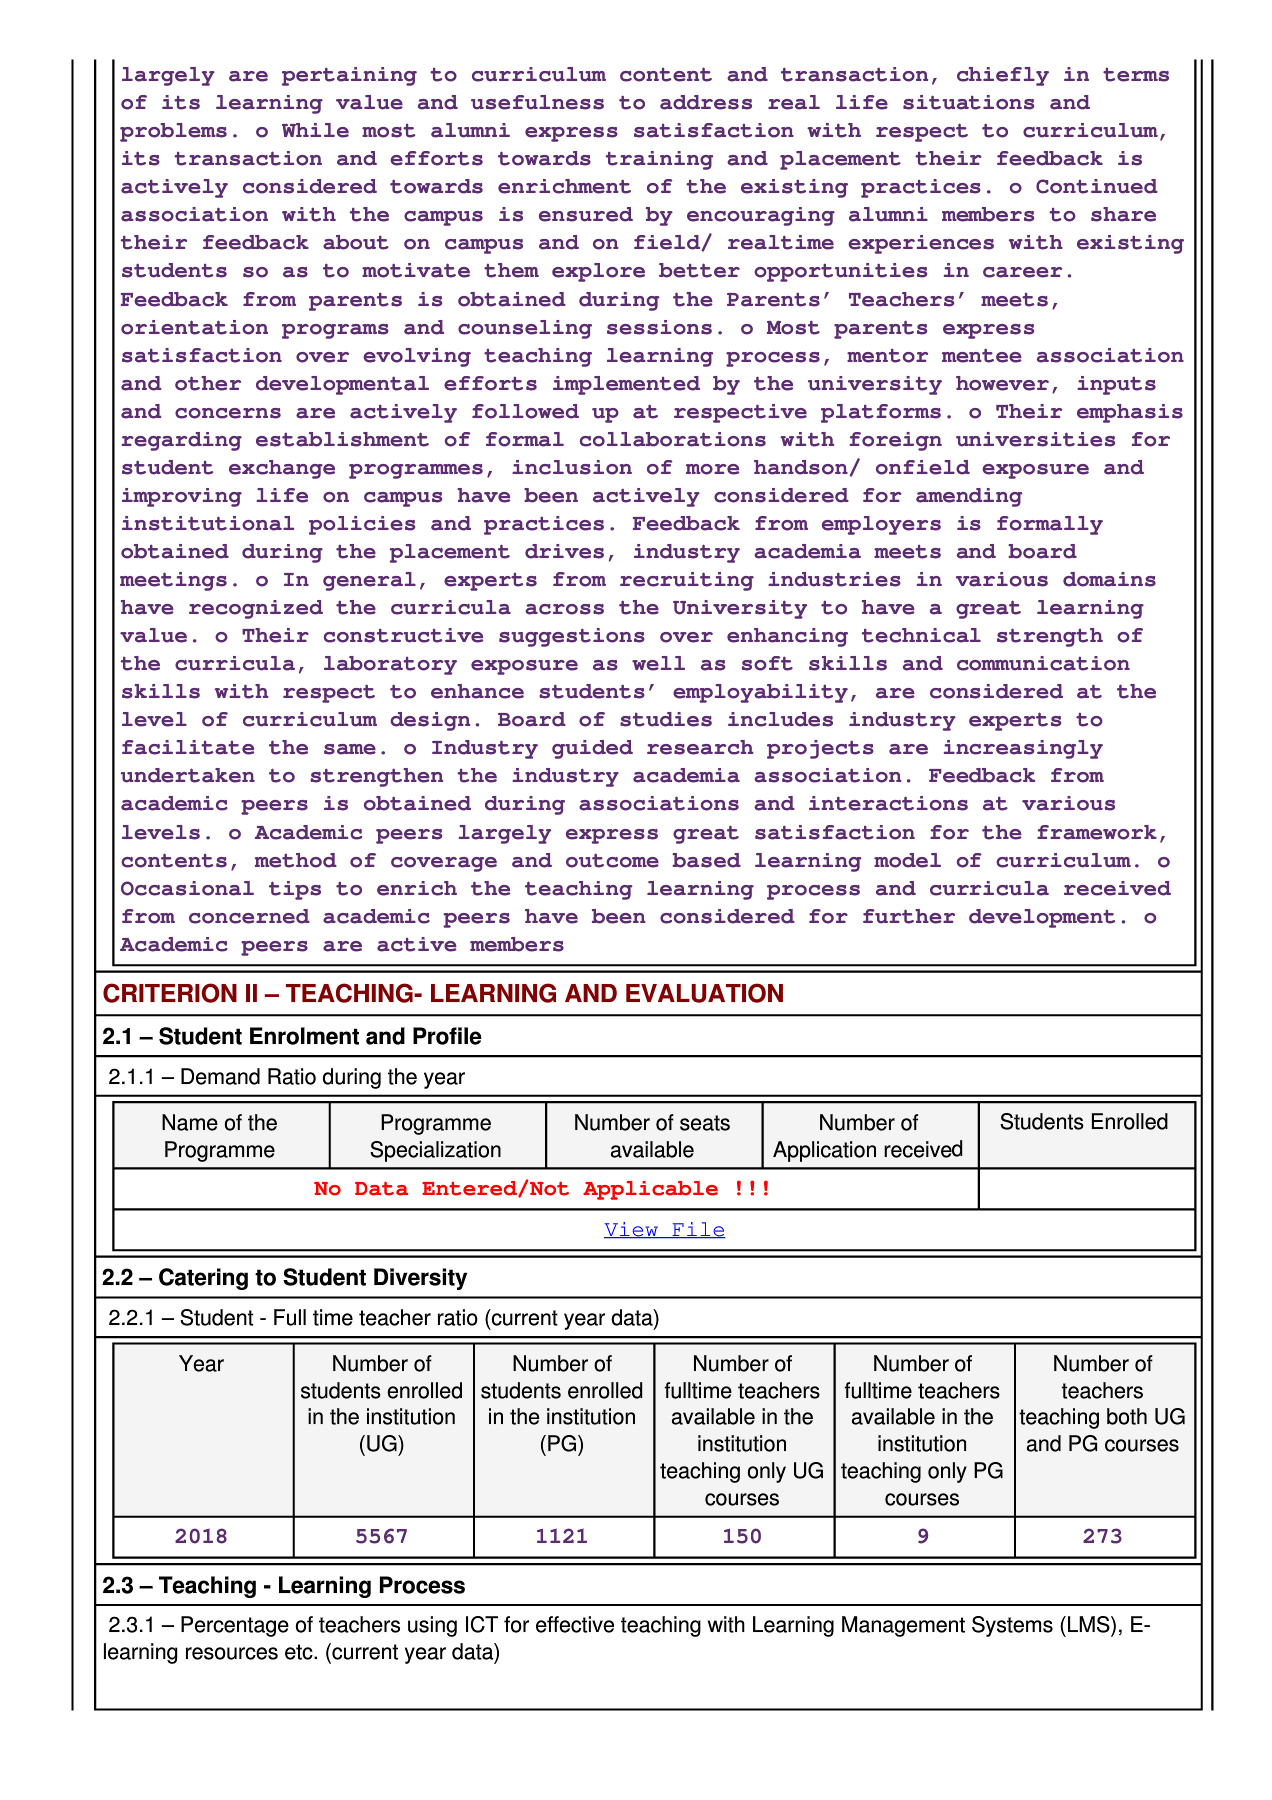 largely are pertaining to curriculum content and transaction, chiefly in terms
of its learning value and usefulness to address real life situations and
problems. o While most alumni express satisfaction with respect to curriculum,
its transaction and efforts towards training and placement their feedback is
actively considered towards enrichment of the existing practices. o Continued
association with the campus is ensured by encouraging alumni members to share
their feedback about on campus and on field/ realtime experiences with existing
students so as to motivate them explore better opportunities in career.
Feedback from parents is obtained during the Parents’ Teachers’ meets,
orientation programs and counseling sessions. o Most parents express
satisfaction over evolving teaching learning process, mentor mentee association
and other developmental efforts implemented by the university however, inputs
and concerns are actively followed up at respective platforms. o Their emphasis
regarding establishment of formal collaborations with foreign universities for
student exchange programmes, inclusion of more handson/ onfield exposure and
improving life on campus have been actively considered for amending
institutional policies and practices. Feedback from employers is formally
obtained during the placement drives, industry academia meets and board
meetings. o In general, experts from recruiting industries in various domains
have recognized the curricula across the University to have a great learning
value. o Their constructive suggestions over enhancing technical strength of
the curricula, laboratory exposure as well as soft skills and communication
skills with respect to enhance students’ employability, are considered at the
level of curriculum design. Board of studies includes industry experts to
facilitate the same. o Industry guided research projects are increasingly
undertaken to strengthen the industry academia association. Feedback from
academic peers is obtained during associations and interactions at various
levels. o Academic peers largely express great satisfaction for the framework,
contents, method of coverage and outcome based learning model of curriculum. o
Occasional tips to enrich the teaching learning process and curricula received
from concerned academic peers have been considered for further development. o
Academic peers are active members
CRITERION II – TEACHING- LEARNING AND EVALUATION
2.1 – Student Enrolment and Profile
2.1.1 – Demand Ratio during the year
Name of the
Programme
Programme
Specialization
Number of seats
available
Number of
Application received
Students Enrolled
No Data Entered/Not Applicable !!!
View File
2.2 – Catering to Student Diversity
2.2.1 – Student - Full time teacher ratio (current year data)
Year
Number of
students enrolled
in the institution
(UG)
Number of
students enrolled
in the institution
(PG)
Number of
fulltime teachers
available in the
institution
teaching only UG
courses
Number of
fulltime teachers
available in the
institution
teaching only PG
courses
Number of
teachers
teaching both UG
and PG courses
2018
5567
1121
150
9
273
2.3 – Teaching - Learning Process
2.3.1 – Percentage of teachers using ICT for effective teaching with Learning Management Systems (LMS), E-
learning resources etc. (current year data)